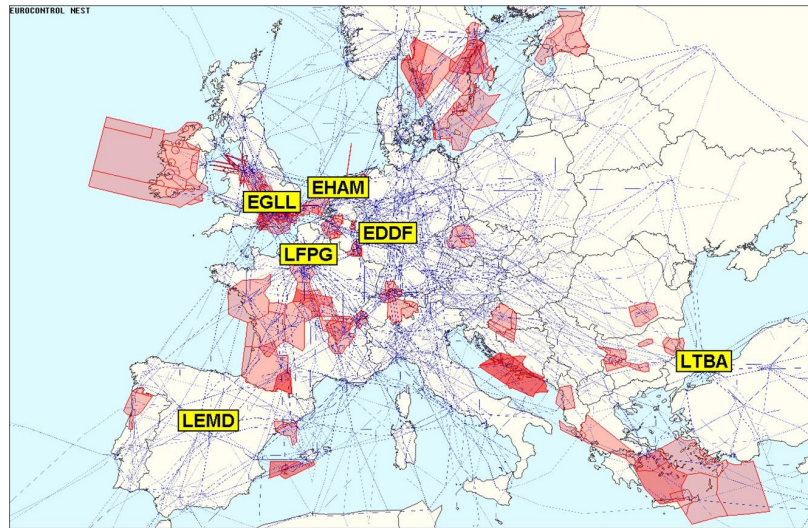 EUROCONTROL NEST
EHAM
EGLL
EDDF
LFPG
LTBA
LEMD